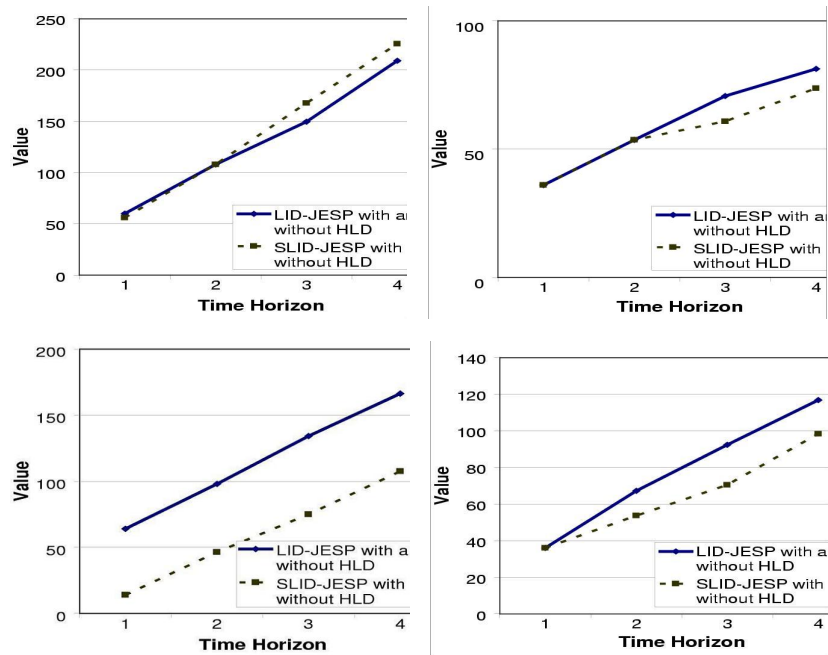 250
200
150
100
50
0
Value
1 2 3 4
Time Horizon
LID-JESP with a
without HLD
SLID-JESP with
without HLD
100
50
0
Value
1 2 3 4
Time Horizon
LID-JESP with a
without HLD
SLID-JESP with
without HLD
200
150
100
50
0
Value
1 2 3 4
Time Horizon
LID-JESP with a
without HLD
SLID-JESP with
without HLD
140
120
100
80
60
40
20
0
Value
1 2 3 4
Time Horizon
LID-JESP with a
without HLD
SLID-JESP with
without HLD